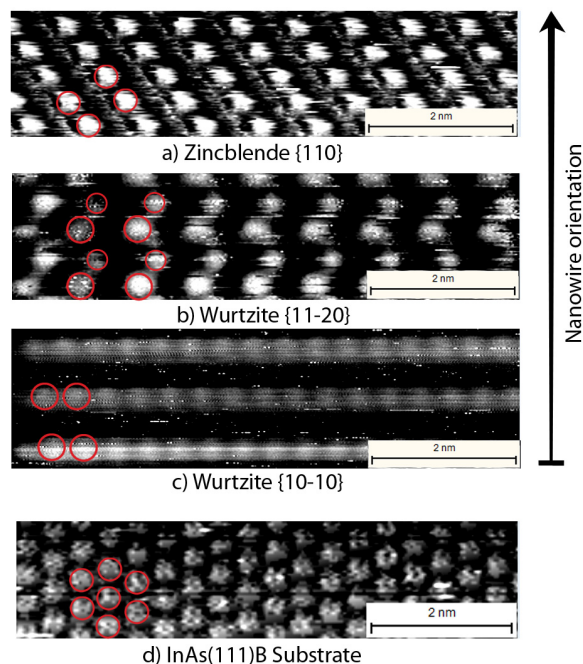 2 nm
a) Zincblende {110}
2 nm
b) Wurtzite {11-20}
2 nm
c) Wurtzite {10-10}
Nanowire orientation
2 nm
d) InAs(111)B Substrate